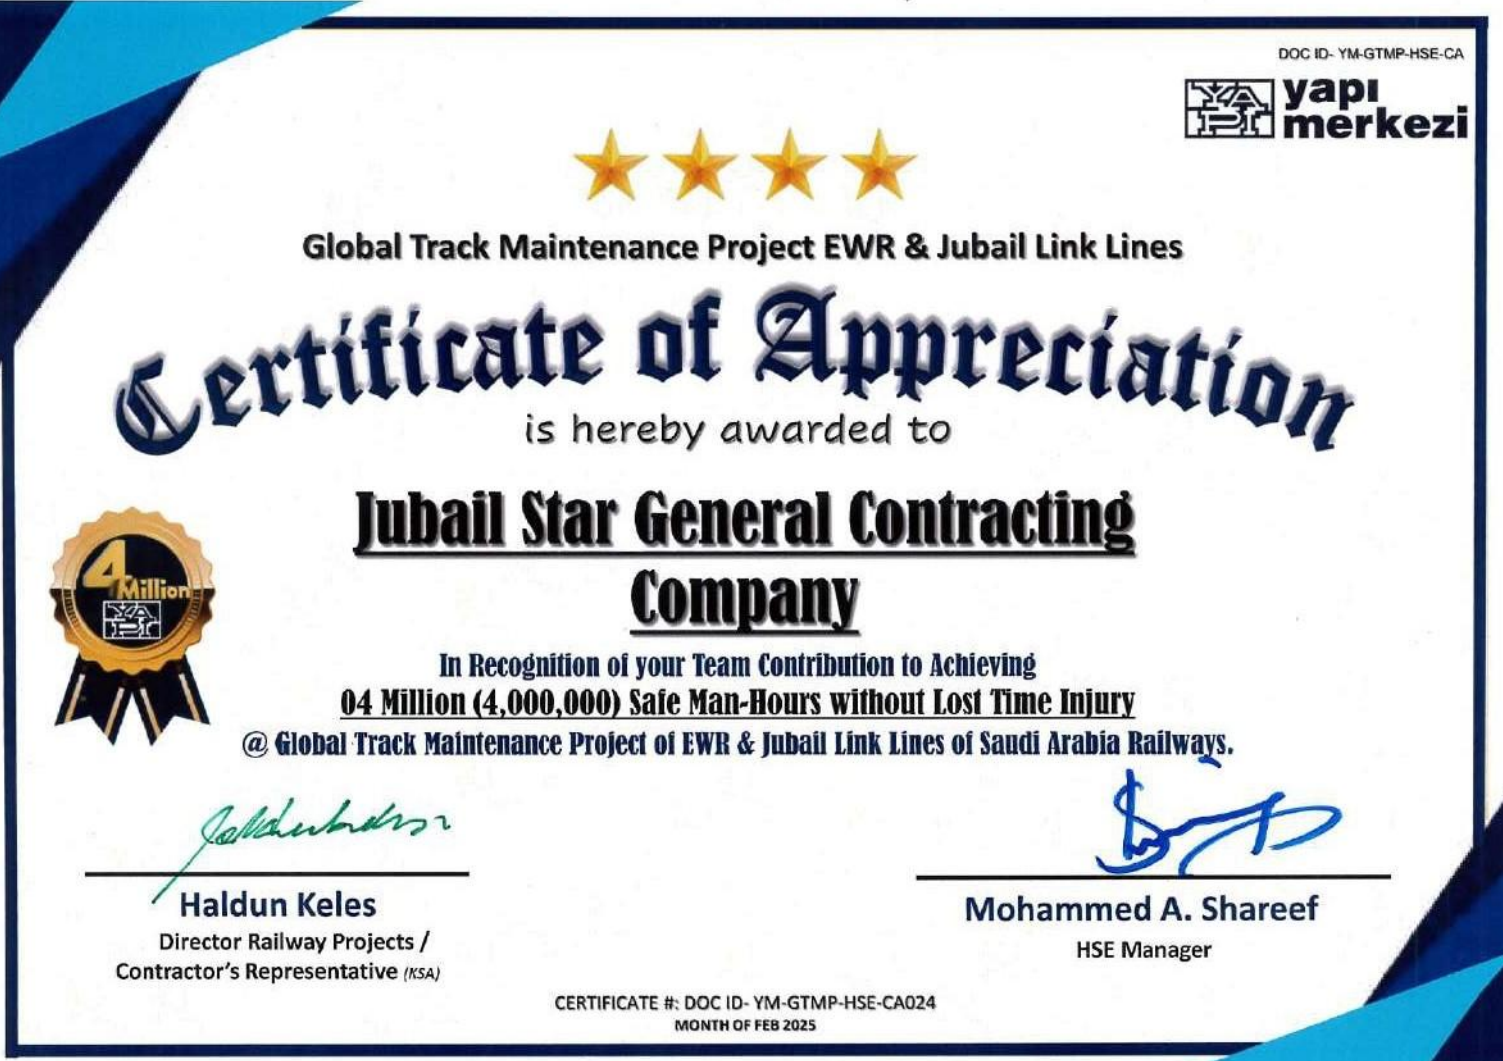 DOC ID- YM-GTMP-HSE-CA
YAPI
yapı
merkezi
Global Track Maintenance Project EWR & Jubail Link Lines
Certificate of Appreciation
is hereby awarded to
Jubail Star General Contracting
Company
4
Million
YAPI
In Recognition of your Team Contribution to Achieving
04 Million (4,000,000) Safe Man-Hours without Lost Time Injury
@ Global Track Maintenance Project of EWR & Jubail Link Lines of Saudi Arabia Railways.
Haldun Keles
Director Railway Projects /
Contractor's Representative (KSA)
Mohammed A. Shareef
HSE Manager
CERTIFICATE #: DOC ID- YM-GTMP-HSE-CA024
MONTH OF FEB 2025